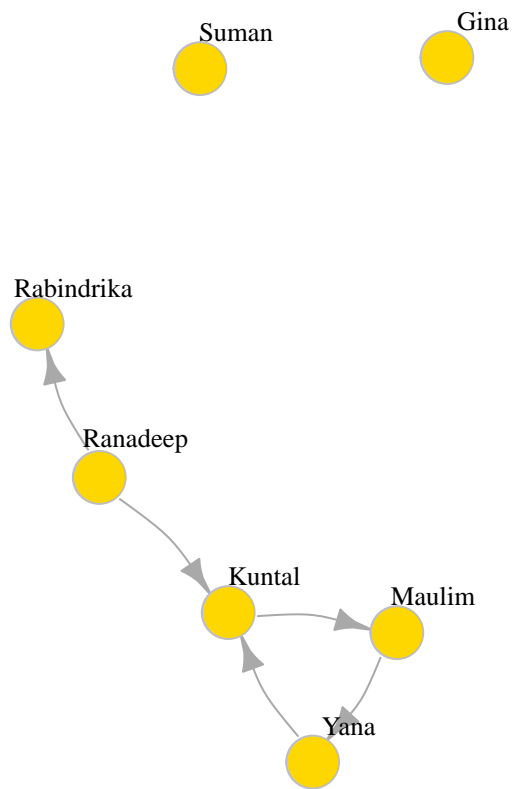 Gina
Suman
Rabindrika
Ranadeep
Kuntal
Maulim
Yana